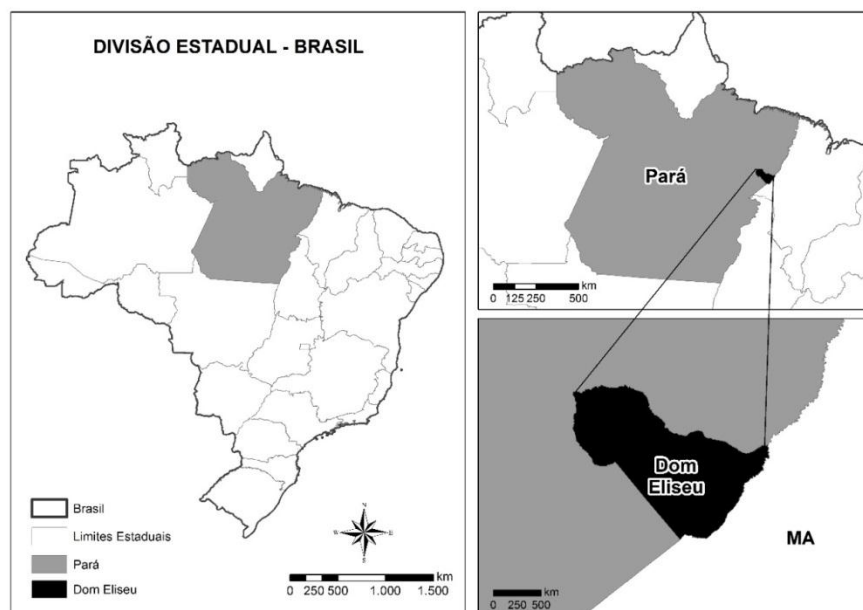 DIVISÃO ESTADUAL - BRASIL
Brasil
Limites Estaduais
Pará
Dom Eliseu
N
W
E
S
km
0 250 500 1.000 1.500
Pará
km
0 125 250 500
Dom
Eliseu
MA
km
0 250 500